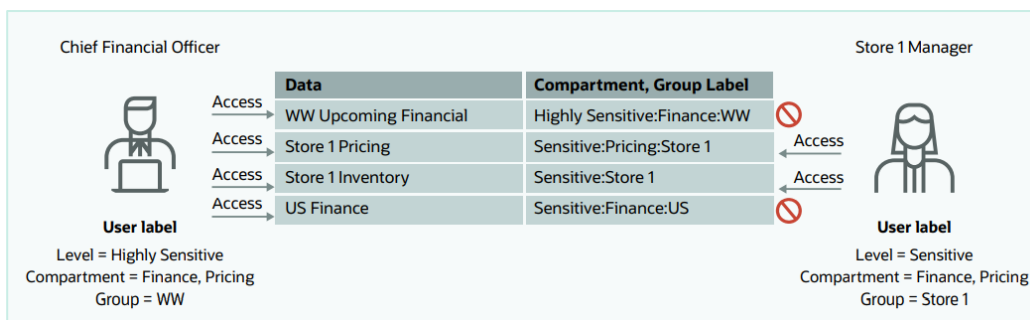 Chief Financial Officer
Store 1 Manager
Data
Compartment, Group Label
Access
WW Upcoming Financial
Highly Sensitive:Finance:WW
Access
Store 1 Pricing
Sensitive:Pricing:Store 1
Access
Access
Store 1 Inventory
Sensitive:Store 1
Access
Access
US Finance
Sensitive:Finance:US
User label
Level = Highly Sensitive
Compartment = Finance, Pricing
Group = WW
User label
Level = Sensitive
Compartment = Finance, Pricing
Group = Store 1